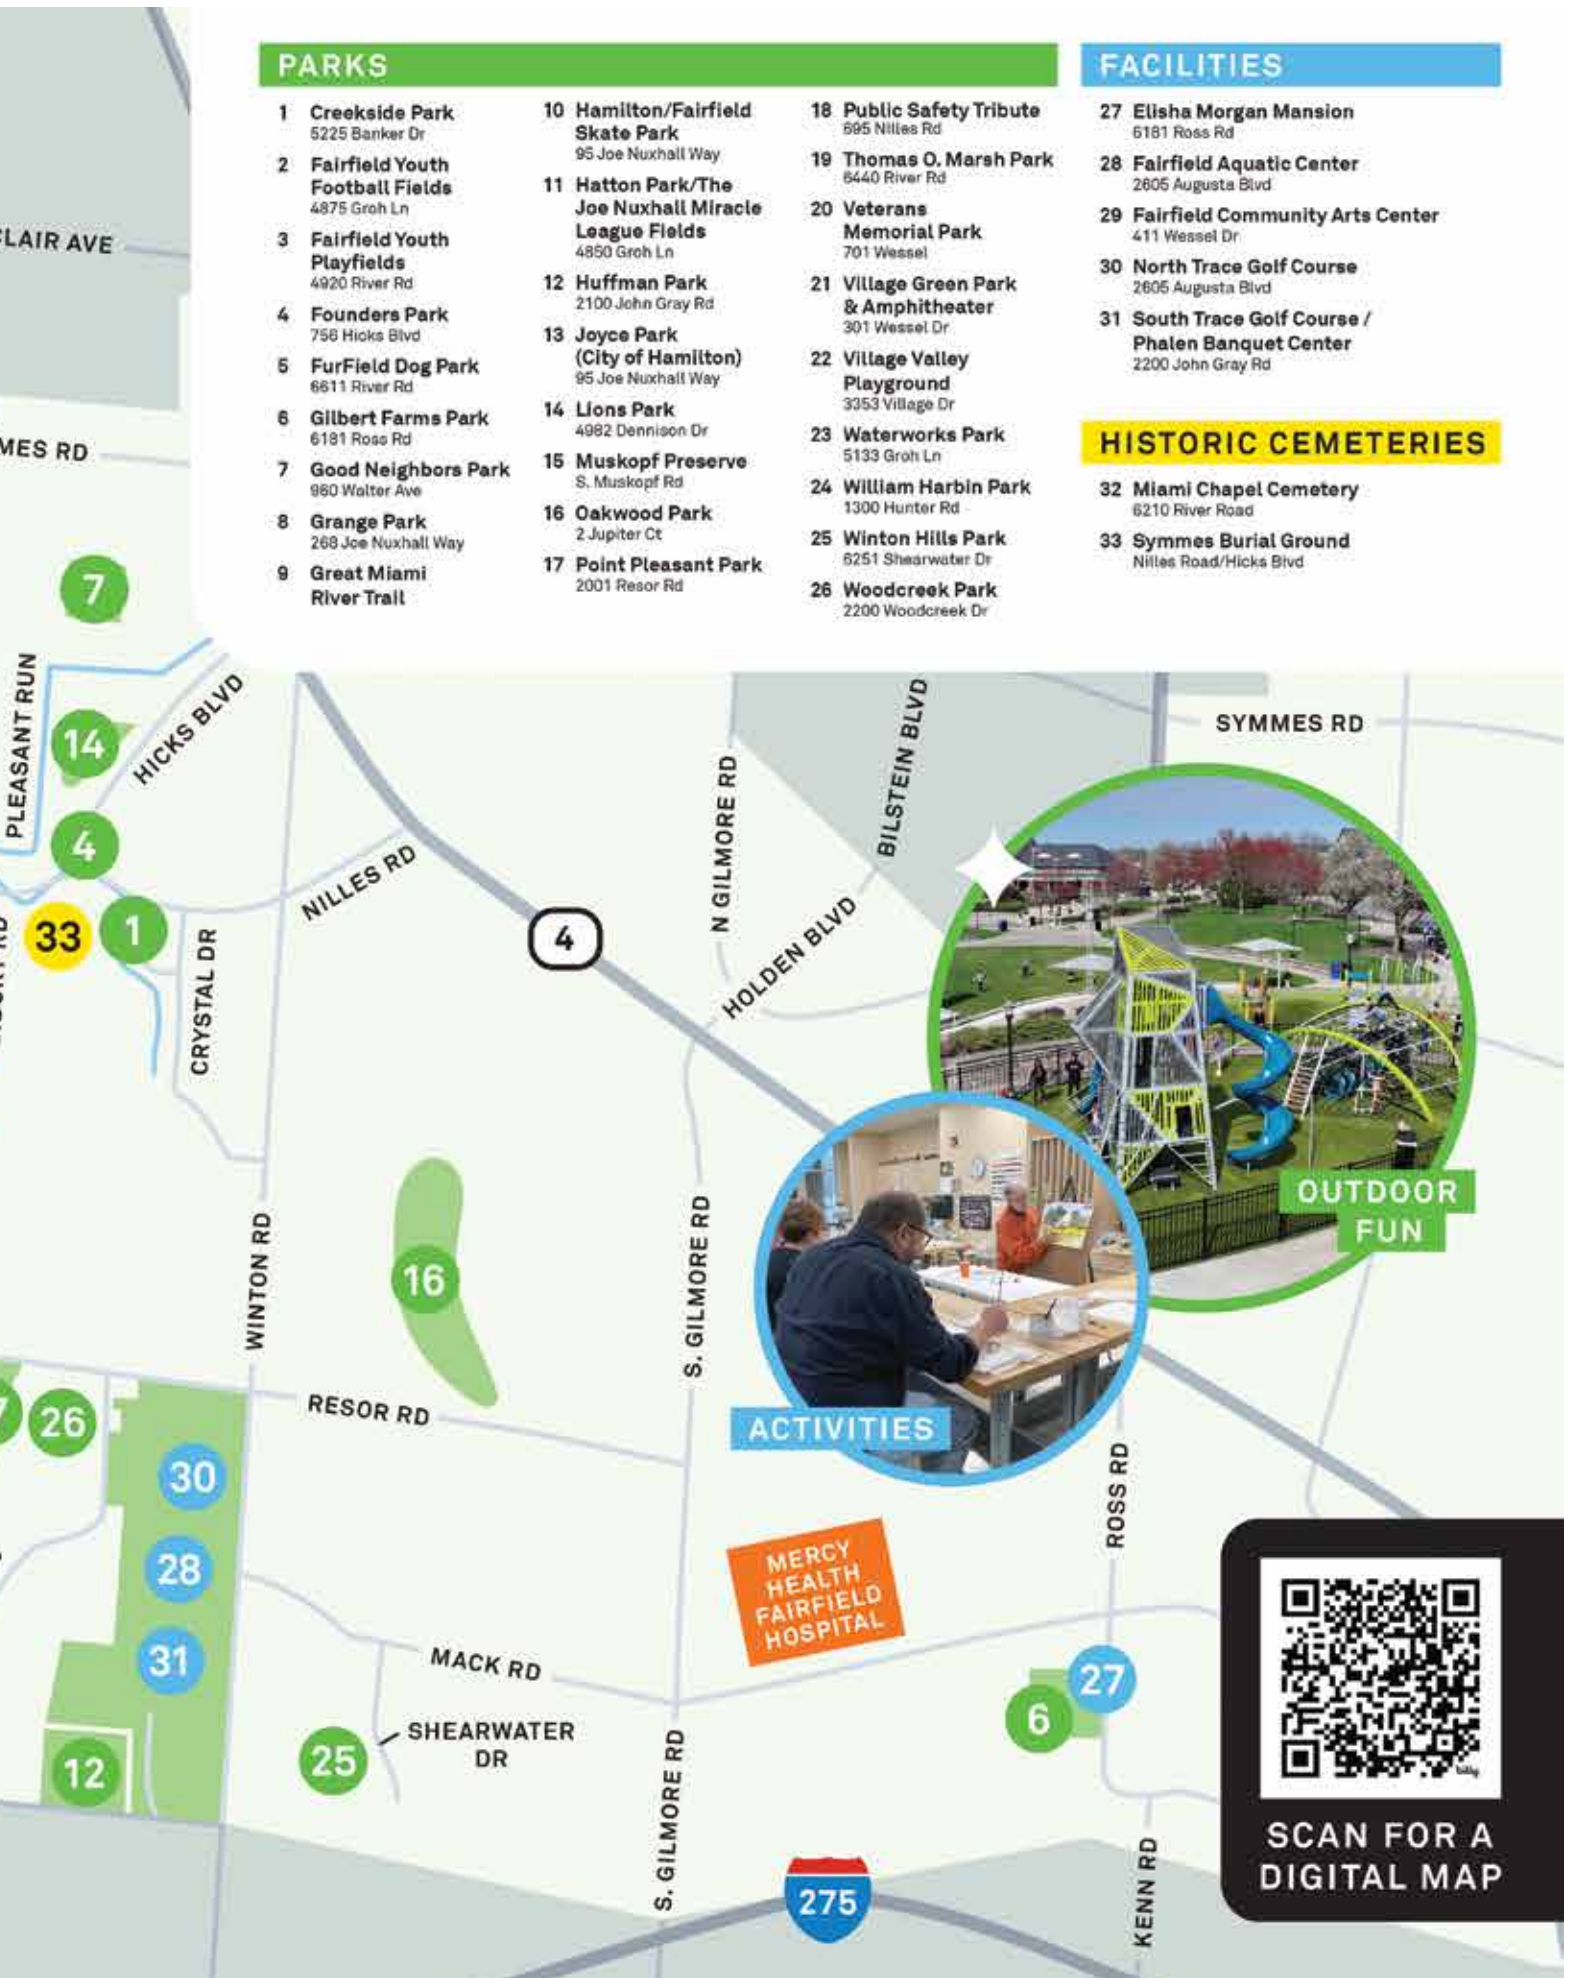 PARKS
1 Creekside Park
5225 Banker Dr
2 Fairfield Youth
Football Fields
4875 Groh Ln
3 Fairfield Youth
Playfields
4920 River Rd
4 Founders Park
756 Hicks Blvd
5 FurField Dog Park
6611 River Rd
6 Gilbert Farms Park
6181 Ross Rd
7 Good Neighbors Park
960 Walter Ave
8 Grange Park
268 Joe Nuxhall Way
9 Great Miami
River Trail
10 Hamilton/Fairfield
Skate Park
95 Joe Nuxhall Way
11 Hatton Park/The
Joe Nuxhall Miracle
League Fields
4850 Groh Ln
12 Huffman Park
2100 John Gray Rd
13 Joyce Park
(City of Hamilton)
95 Joe Nuxhall Way
14 Lions Park
4982 Dennison Dr
15 Muskopf Preserve
S. Muskopf Rd
16 Oakwood Park
2 Jupiter Ct
17 Point Pleasant Park
2001 Resor Rd
18 Public Safety Tribute
695 Nilles Rd
19 Thomas O. Marsh Park
6440 River Rd
20 Veterans
Memorial Park
701 Wessel
21 Village Green Park
& Amphitheater
301 Wessel Dr
22 Village Valley
Playground
3353 Village Dr
23 Waterworks Park
5133 Groh Ln
24 William Harbin Park
1300 Hunter Rd
25 Winton Hills Park
6251 Shearwater Dr
26 Woodcreek Park
2200 Woodcreek Dr
FACILITIES
27 Elisha Morgan Mansion
6181 Ross Rd
28 Fairfield Aquatic Center
2605 Augusta Blvd
29 Fairfield Community Arts Center
411 Wessel Dr
30 North Trace Golf Course
2605 Augusta Blvd
31 South Trace Golf Course /
Phalen Banquet Center
2200 John Gray Rd
HISTORIC CEMETERIES
32 Miami Chapel Cemetery
6210 River Road
33 Symmes Burial Ground
Nilles Road/Hicks Blvd
LAIR AVE
MES RD
7
PLEASANT RUN
14
HICKS BLVD
4
33
1
CRYSTAL DR
NILLES RD
4
N GILMORE RD
BILSTEIN BLVD
HOLDEN BLVD
SYMMES RD
OUTDOOR
FUN
ACTIVITIES
16
WINTON RD
S. GILMORE RD
RESOR RD
7
26
30
28
31
12
MERCY
HEALTH
FAIRFIELD
HOSPITAL
ROSS RD
MACK RD
SHEARWATER
DR
25
27
6
S. GILMORE RD
275
KENN RD
bitly
SCAN FOR A
DIGITAL MAP